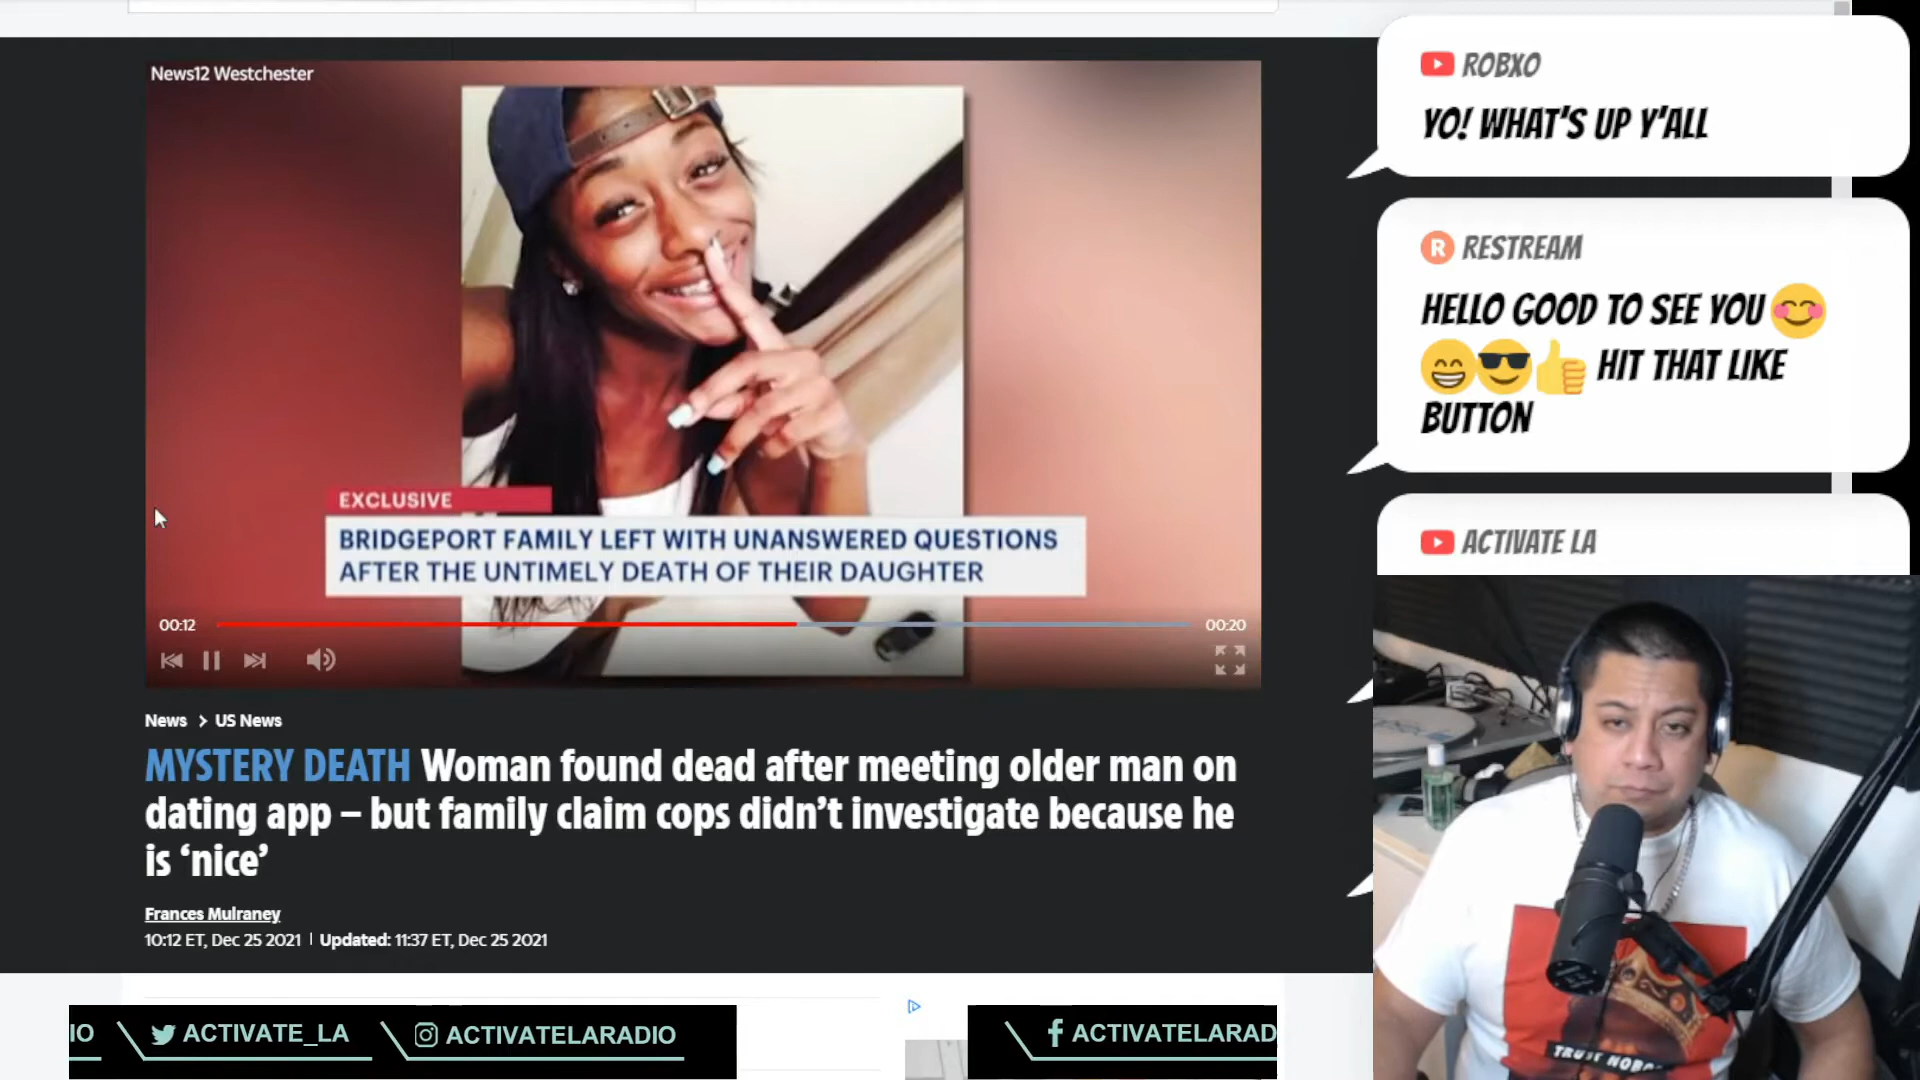 News12 Westchester
EXCLUSIVE
BRIDGEPORT FAMILY LEFT WITH UNANSWERED QUESTIONS
AFTER THE UNTIMELY DEATH OF THEIR DAUGHTER
00:12
00:20
News > US News
MYSTERY DEATH Woman found dead after meeting older man on
dating app – but family claim cops didn't investigate because he
is 'nice'
Frances Mulraney
10:12 ET, Dec 25 2021 | Updated: 11:37 ET, Dec 25 2021
IO
ACTIVATE_LA
ACTIVATELARADIO
ACTIVATELARAD
ROBXO
YO! WHAT'S UP Y'ALL
R RESTREAM
HELLO GOOD TO SEE YOU 😊
😁😎👍 HIT THAT LIKE
BUTTON
ACTIVATE LA
TRUST NOBO